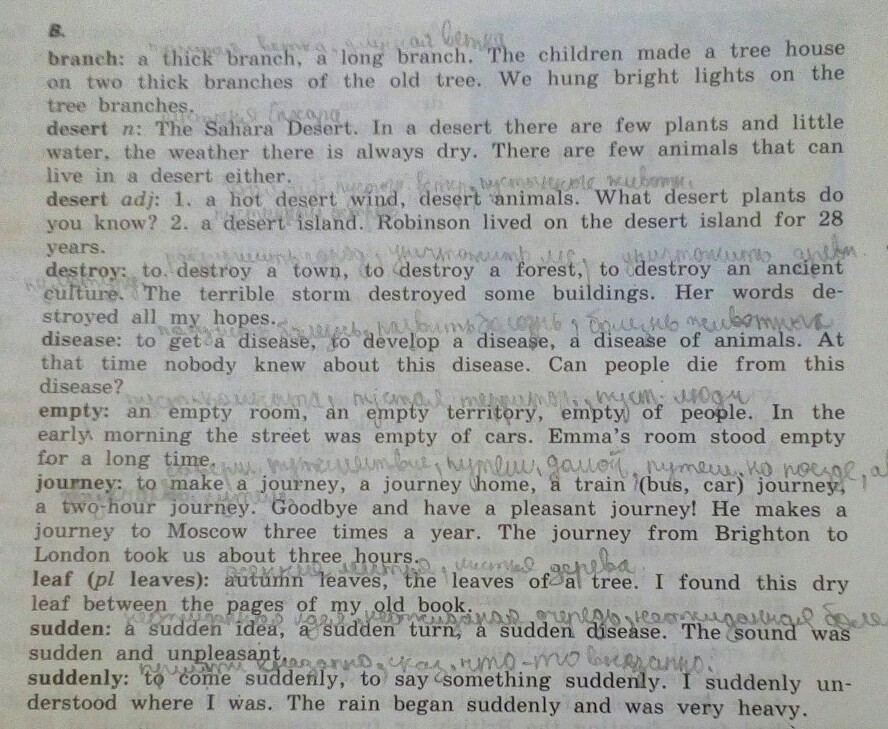 B.
толстая ветка, длинная ветка
branch: a thick branch, a long branch. The children made a tree house
on two thick branches of the old tree. We hung bright lights on the
tree branches.
пустыня Сахара
desert n: The Sahara Desert. In a desert there are few plants and little
water, the weather there is always dry. There are few animals that can
live in a desert either.
desert adj: 1. a hot desert wind, desert animals. What desert plants do
you know? 2. a desert island. Robinson lived on the desert island for 28
years.
destroy: to destroy a town, to destroy a forest, to destroy an ancient
culture. The terrible storm destroyed some buildings. Her words de-
stroyed all my hopes.
disease: to get a disease, to develop a disease, a disease of animals. At
that time nobody knew about this disease. Can people die from this
disease?
empty: an empty room, an empty territory, empty of people. In the
early morning the street was empty of cars. Emma's room stood empty
for a long time.
journey: to make a journey, a journey home, a train (bus, car) journey,
a two-hour journey. Goodbye and have a pleasant journey! He makes a
journey to Moscow three times a year. The journey from Brighton to
London took us about three hours.
листья дерева
leaf (pl leaves): autumn leaves, the leaves of a tree. I found this dry
leaf between the pages of my old book.
sudden: a sudden idea, a sudden turn, a sudden disease. The sound was
sudden and unpleasant.
прийти внезапно, что-то внезапно.
suddenly: to come suddenly, to say something suddenly. I suddenly un-
derstood where I was. The rain began suddenly and was very heavy.